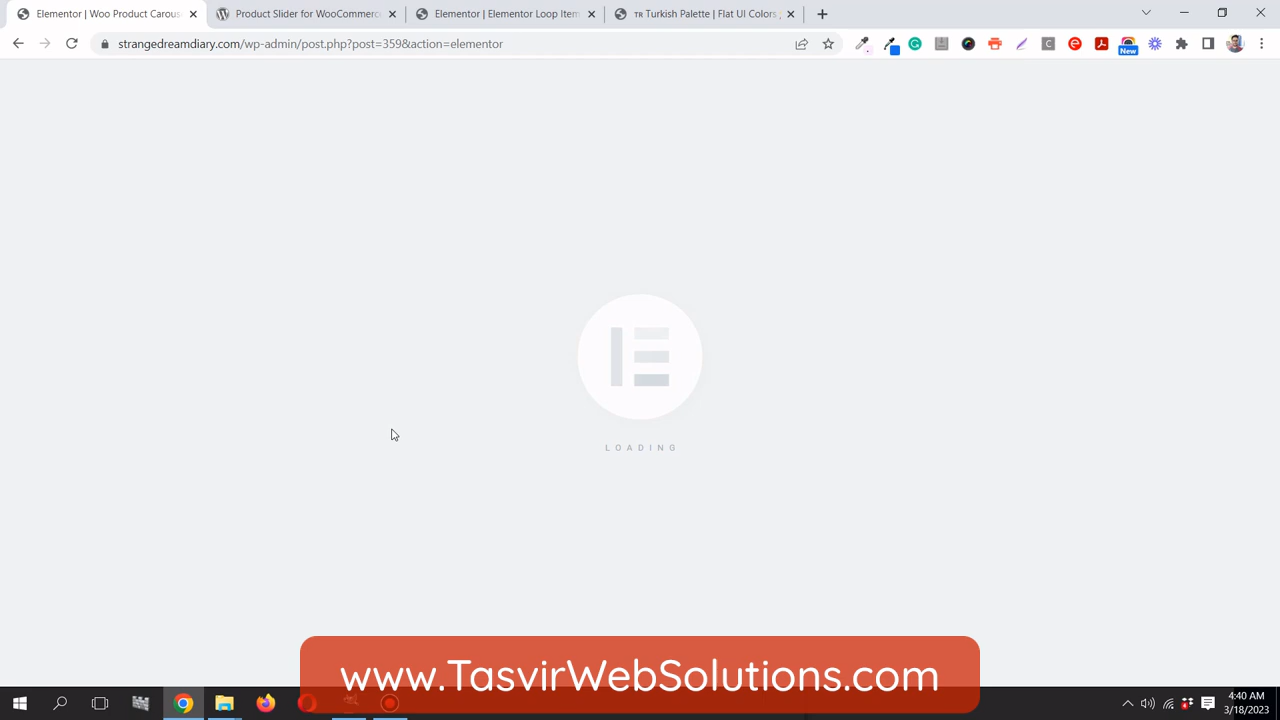 Elementor | Woo Product Carous
Product Slider for WooCommerc
Elementor | Elementor Loop Item
TR Turkish Palette | Flat UI Colors
strangedreamdiary.com/wp-admin/post.php?post=359&action=elementor
New
LOADING
www.TasvirWebSolutions.com
4:40 AM
3/18/2023